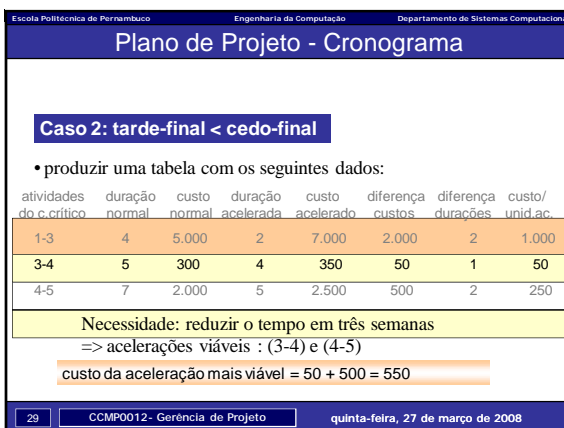 Escola Politécnica de Pernambuco Engenharia da Computação Departamento de Sistemas Computacion
Plano de Projeto - Cronograma
Caso 2: tarde-final < cedo-final
• produzir uma tabela com os seguintes dados:
atividades duração custo duração custo diferença diferença custo/
do c.crítico normal normal acelerada acelerado custos durações unid.ac.
1-3 4 5.000 2 7.000 2.000 2 1.000
3-4 5 300 4 350 50 1 50
4-5 7 2.000 5 2.500 500 2 250
Necessidade: reduzir o tempo em três semanas
=> acelerações viáveis : (3-4) e (4-5)
custo da aceleração mais viável = 50 + 500 = 550
29 CCMP0012- Gerência de Projeto quinta-feira, 27 de março de 2008